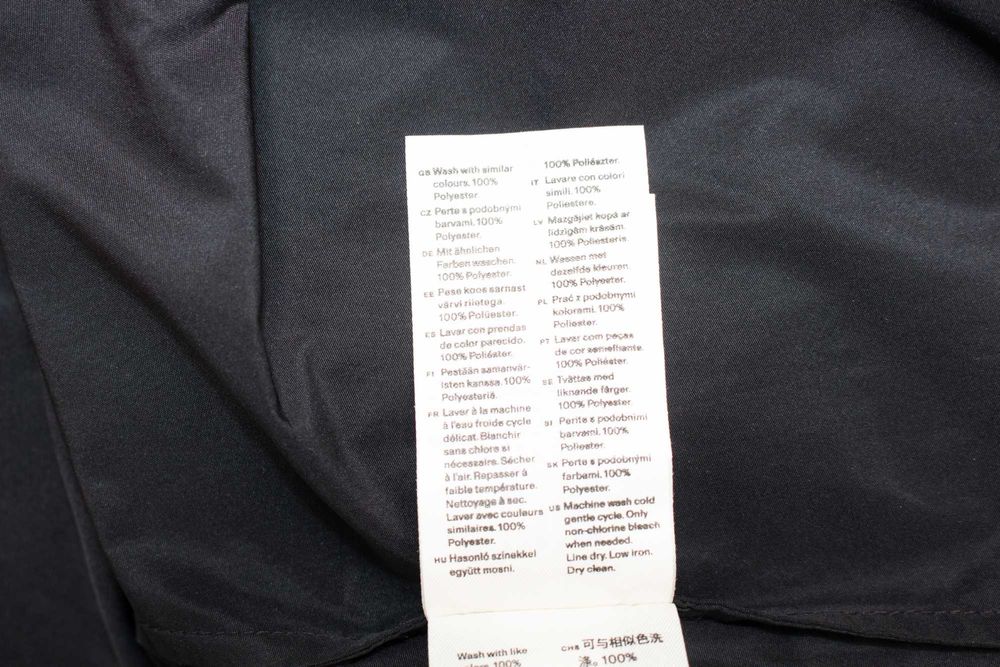 GB Wash with similar
colours. 100%
Polyester.
CZ Perte s podobnými
barvami. 100%
Polyester.
DE Mit ähnlichen
Farben waschen.
100% Polyester.
EE Pese koos sarnast
värvi riietega.
100% Polüester.
ES Lavar con prendas
de color parecido.
100% Poliéster.
FI Pestään samanvär-
isten kanssa. 100%
Polyesteriä.
FR Laver à la machine
à l'eau froide cycle
délicat. Blanchir
sans chlore si
nécessaire. Sécher
à l'air. Repasser à
faible température.
Nettoyage à sec.
Laver avec couleurs
similaires. 100%
Polyester.
HU Hasonló színekkel
együtt mosni.
100% Poliészter.
IT Lavare con colori
simili. 100%
Poliestere.
LV Mazgājiet kopā ar
līdzīgām krāsām.
100% Poliesteris.
NL Wassen met
dezelfde kleuren.
100% Polyester.
PL Prać z podobnymi
kolorami. 100%
Poliester.
PT Lavar com peças
de cor semelhante.
100% Poliéster.
SE Tvättas med
liknande färger.
100% Polyester.
SI Perite s podobnimi
barvami. 100%
Poliester.
SK Perte s podobnými
farbami. 100%
Polyester.
US Machine wash cold
gentle cycle. Only
non-chlorine bleach
when needed.
Line dry. Low iron.
Dry clean.
Wash with like
colors. 100%
CHS 可与相似色洗
涤。100%